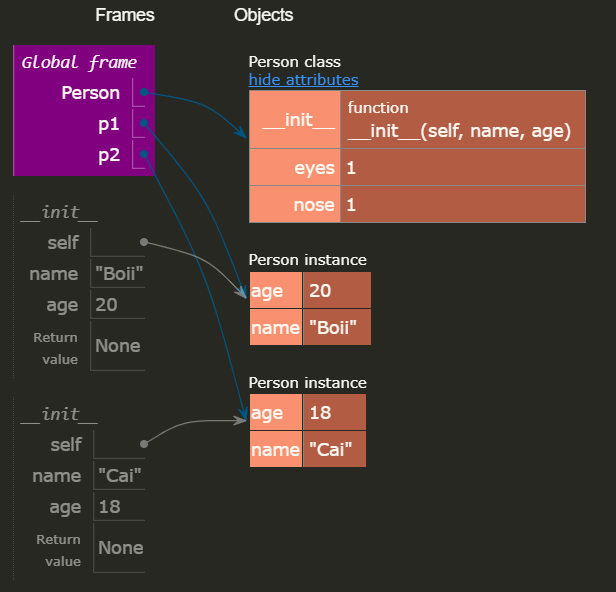 Frames Objects
Global frame
Person
p1
p2
Person class
hide attributes
__init__ function
__init__(self, name, age)
eyes 1
nose 1
__init__
self
name "Boii"
age 20
Return
value None
Person instance
age 20
name "Boii"
Person instance
age 18
name "Cai"
__init__
self
name "Cai"
age 18
Return
value None